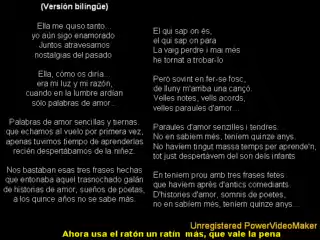 (Versión bilingüe)
Ella me quiso tanto...
yo aún sigo enamorado
Juntos atravesamos
nostalgias del pasado
Ella, cómo os diria...
era mi luz y mi razón,
cuando en la lumbre ardían
sólo palabras de amor...
Palabras de amor sencillas y tiernas.
que echamos al vuelo por primera vez,
apenas tuvimos tiempo de aprenderlas
recién despertábamos de la niñez.
Nos bastaban esas tres frases hechas
que entonaba aquel trasnochado galán
de historias de amor, sueños de poetas,
a los quince años no se sabe más.
El qui sap on és,
el qui sap on para
La vaig perdre i mai més
he tornat a trobar-lo
Però sovint en fer-se fosc,
de lluny m'amba una cançó.
Velles notes, vells acords,
velles paraules d'amor...
Paraules d'amor senzilles i tendres.
No en sabíem més, teníem quinze anys.
No havíem tingut massa temps per aprende'n,
tot just despertàvem del son dels infants
En teníem prou amb tres frases fetes
que havíem après d'antics comediants.
D'histories d'amor, somnis de poetes,
no en sabíem més, teníem quinze anys.
Unregistered PowerVideoMaker
Ahora usa el ratón un ratín más, que vale la pena